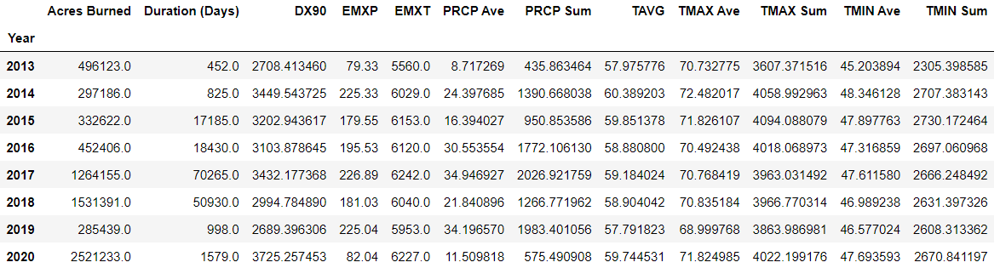 Acres Burned Duration (Days) DX90 EMXP EMXT PRCP Ave PRCP Sum TAVG TMAX Ave TMAX Sum TMIN Ave TMIN Sum
Year
2013 496123.0 452.0 2708.413460 79.33 5560.0 8.717269 435.863464 57.975776 70.732775 3607.371516 45.203894 2305.398585
2014 297186.0 825.0 3449.543725 225.33 6029.0 24.397685 1390.668038 60.389203 72.482017 4058.992963 48.346128 2707.383143
2015 332622.0 17185.0 3202.943617 179.55 6153.0 16.394027 950.853586 59.851378 71.826107 4094.088079 47.897763 2730.172464
2016 452406.0 18430.0 3103.878645 195.53 6120.0 30.553554 1772.106130 58.880800 70.492438 4018.068973 47.316859 2697.060968
2017 1264155.0 70265.0 3432.177368 226.89 6242.0 34.946927 2026.921759 59.184024 70.768419 3963.031492 47.611580 2666.248492
2018 1531391.0 50930.0 2994.784890 181.03 6040.0 21.840896 1266.771962 58.904042 70.835184 3966.770314 46.989238 2631.397326
2019 285439.0 998.0 2689.396306 225.04 5953.0 34.196570 1983.401056 57.791823 68.999768 3863.986981 46.577024 2608.313362
2020 2521233.0 1579.0 3725.257453 82.04 6227.0 11.509818 575.490908 59.744531 71.824985 4022.199176 47.693593 2670.841197